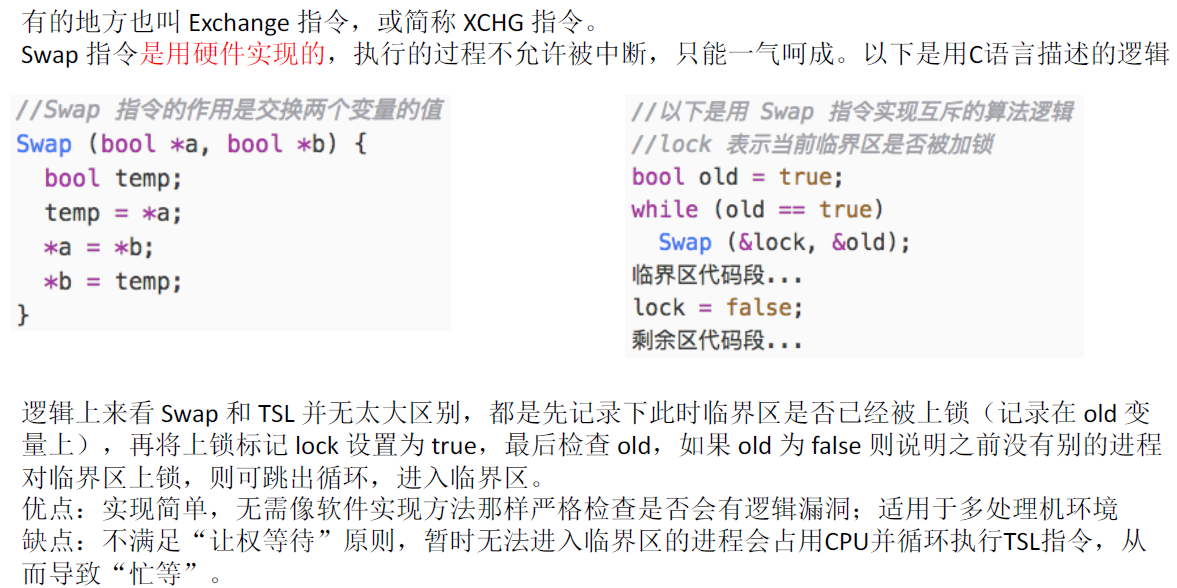 有的地方也叫 Exchange 指令，或简称 XCHG 指令。
Swap 指令是用硬件实现的，执行的过程不允许被中断，只能一气呵成。以下是用C语言描述的逻辑
//Swap 指令的作用是交换两个变量的值
Swap (bool *a, bool *b) {
  bool temp;
  temp = *a;
  *a = *b;
  *b = temp;
}
//以下是用 Swap 指令实现互斥的算法逻辑
//lock 表示当前临界区是否被加锁
bool old = true;
while (old == true)
  Swap (&lock, &old);
临界区代码段...
lock = false;
剩余区代码段...
逻辑上来看 Swap 和 TSL 并无太大区别，都是先记录下此时临界区是否已经被上锁（记录在 old 变
量上），再将上锁标记 lock 设置为 true，最后检查 old，如果 old 为 false 则说明之前没有别的进程
对临界区上锁，则可跳出循环，进入临界区。
优点：实现简单，无需像软件实现方法那样严格检查是否会有逻辑漏洞；适用于多处理机环境
缺点：不满足“让权等待”原则，暂时无法进入临界区的进程会占用CPU并循环执行TSL指令，从
而导致“忙等”。